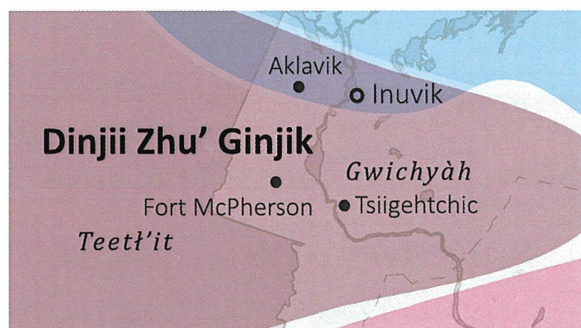 Aklavik
Inuvik
Dinjii Zhu’ Ginjik
Gwichyàh
Fort McPherson
Tsiigehtchic
Teetł’it